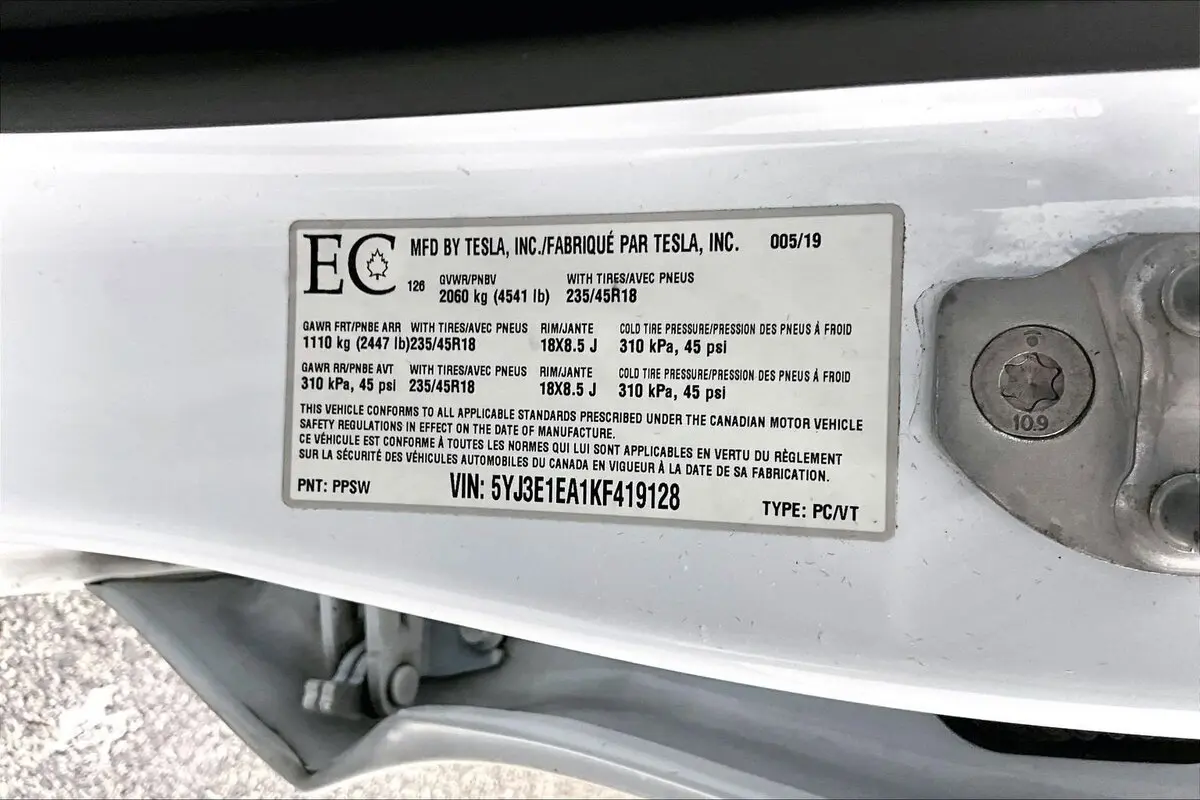 EC MFD BY TESLA, INC./FABRIQUÉ PAR TESLA, INC. 005/19
126 GVWR/PNBV WITH TIRES/AVEC PNEUS
2060 kg (4541 lb) 235/45R18
GAWR FRT/PNBE ARR WITH TIRES/AVEC PNEUS RIM/JANTE COLD TIRE PRESSURE/PRESSION DES PNEUS À FROID
1110 kg (2447 lb)235/45R18 18X8.5 J 310 kPa, 45 psi
GAWR RR/PNBE AVT WITH TIRES/AVEC PNEUS RIM/JANTE COLD TIRE PRESSURE/PRESSION DES PNEUS À FROID
310 kPa, 45 psi 235/45R18 18X8.5 J 310 kPa, 45 psi
THIS VEHICLE CONFORMS TO ALL APPLICABLE STANDARDS PRESCRIBED UNDER THE CANADIAN MOTOR VEHICLE
SAFETY REGULATIONS IN EFFECT ON THE DATE OF MANUFACTURE.
CE VÉHICULE EST CONFORME À TOUTES LES NORMES QUI LUI SONT APPLICABLES EN VERTU DU RÈGLEMENT
SUR LA SÉCURITÉ DES VÉHICULES AUTOMOBILES DU CANADA EN VIGUEUR À LA DATE DE SA FABRICATION.
PNT: PPSW VIN: 5YJ3E1EA1KF419128 TYPE: PC/VT
10.9